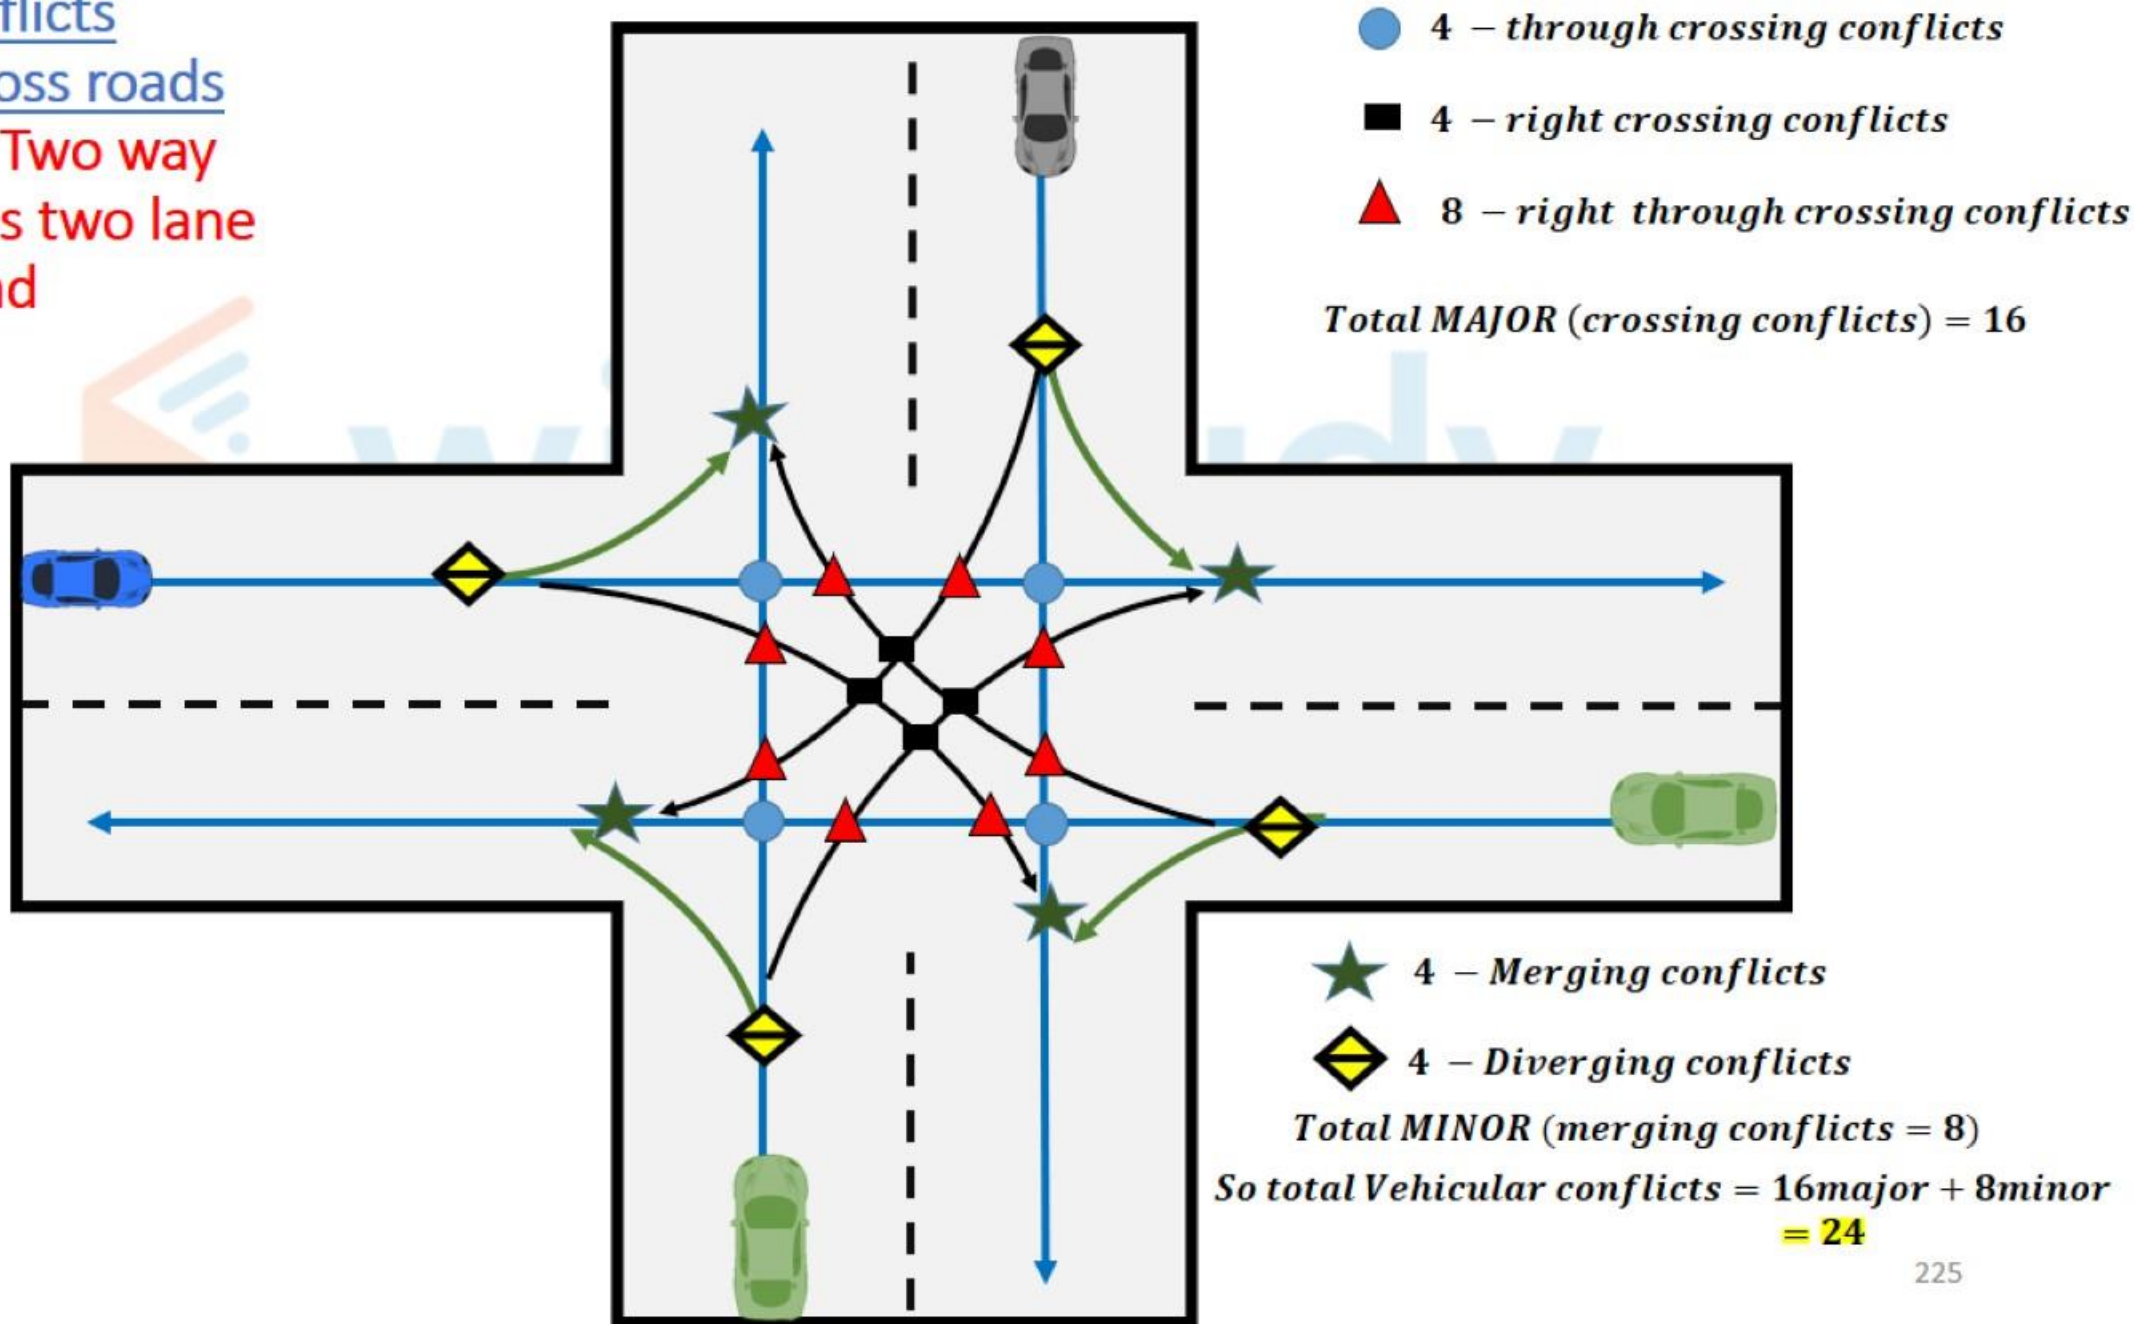 flicts
oss roads
Two way
s two lane
nd
4 – through crossing conflicts
4 – right crossing conflicts
8 – right through crossing conflicts
Total MAJOR (crossing conflicts) = 16
4 – Merging conflicts
4 – Diverging conflicts
Total MINOR (merging conflicts = 8)
So total Vehicular conflicts = 16major + 8minor
= 24
225